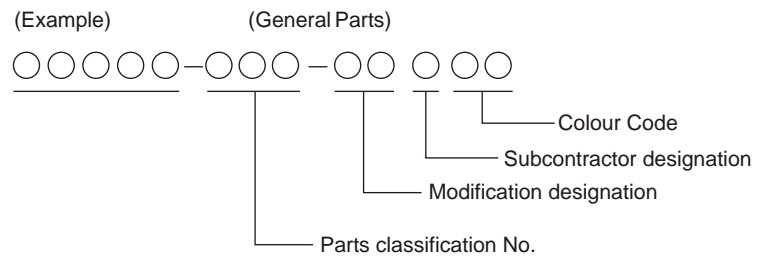 (Example) (General Parts)
Colour Code
Subcontractor designation
Modification designation
Parts classification No.